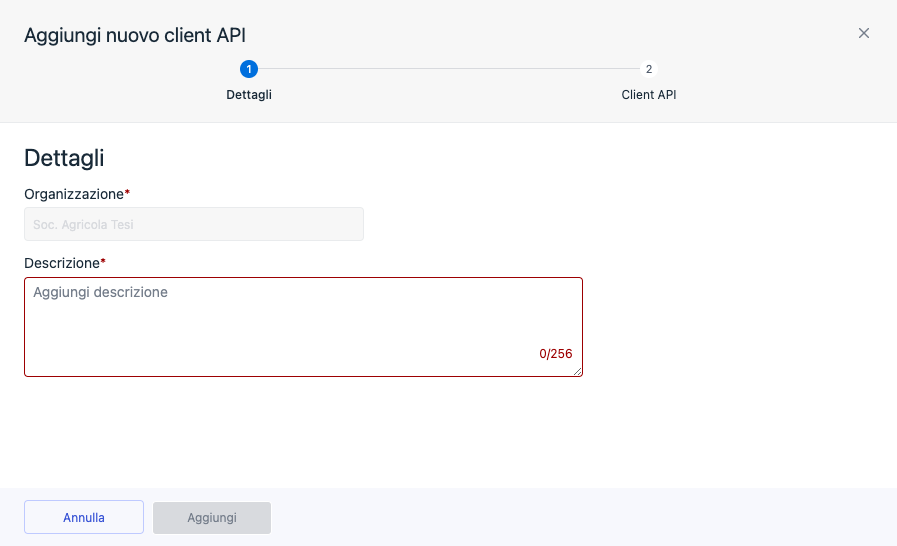 Aggiungi nuovo client API
1
2
Dettagli
Client API
Dettagli
Organizzazione*
Soc. Agricola Tesi
Descrizione*
Aggiungi descrizione
0/256
Annulla
Aggiungi